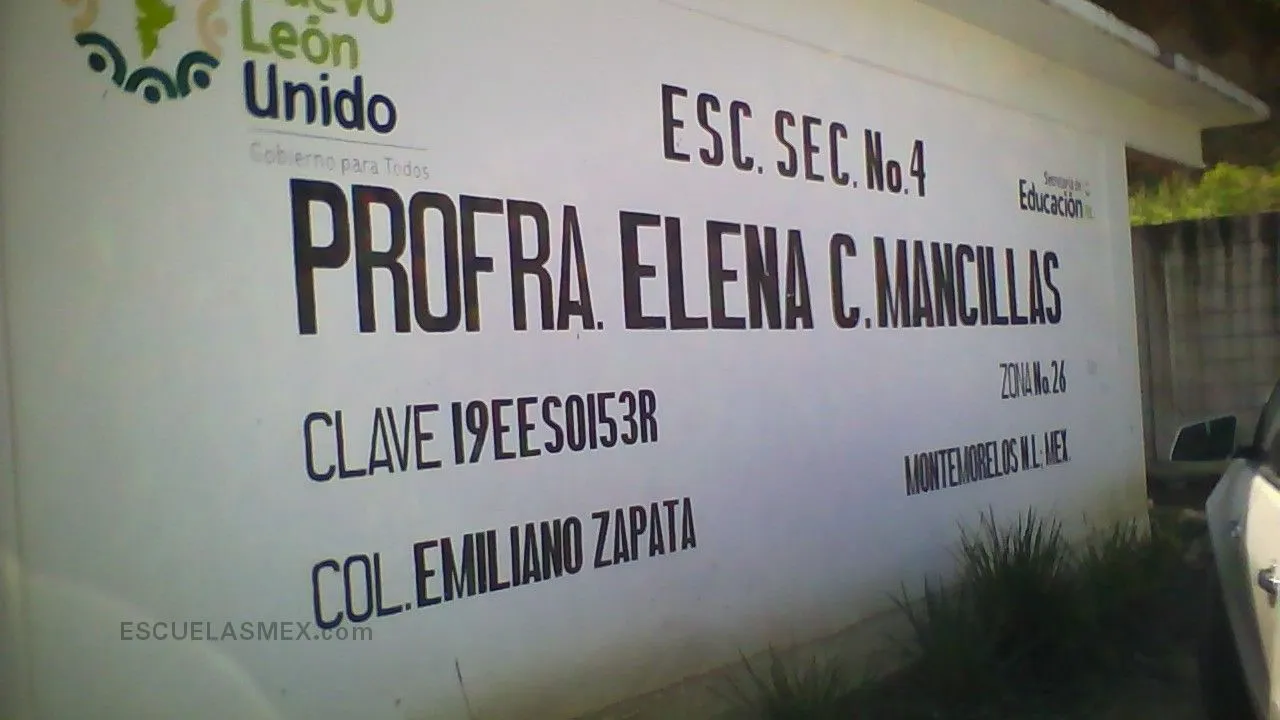 Nuevo
León
Unido
Gobierno para Todos
ESC. SEC. No. 4
Educación
PROFRA. ELENA C. MANCILLAS
CLAVE 19EES0153R
ZONA No. 26
COL. EMILIANO ZAPATA
MONTEMORELOS N.L; MEX.
ESCUELASMEX.com